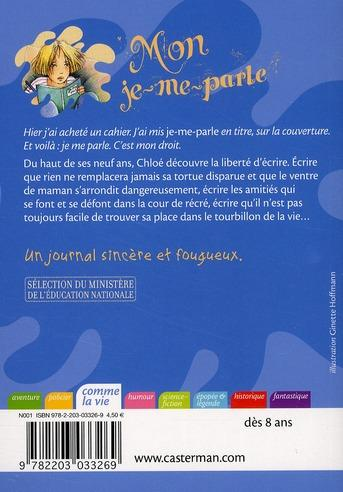 Mon
je-me-parle
Hier j'ai acheté un cahier. J'ai mis je-me-parle en titre, sur la couverture.
Et voilà : je me parle. C'est mon droit.
Du haut de ses neuf ans, Chloé découvre la liberté d'écrire. Écrire
que rien ne remplacera jamais sa tortue disparue et que le ventre
de maman s'arrondit dangereusement, écrire les amitiés qui
se font et se défont dans la cour de récré, écrire qu'il n'est pas
toujours facile de trouver sa place dans le tourbillon de la vie...
Un journal sincère et fougueux.
SÉLECTION DU MINISTÈRE
DE L'ÉDUCATION NATIONALE
illustration Ginette Hoffmann
aventure
policier
comme
la vie
humour
science-
fiction
épopée &
légende
historique
fantastique
N001 ISBN 978-2-203-03326-9 4,50 €
9 782203 033269
dès 8 ans
www.casterman.com